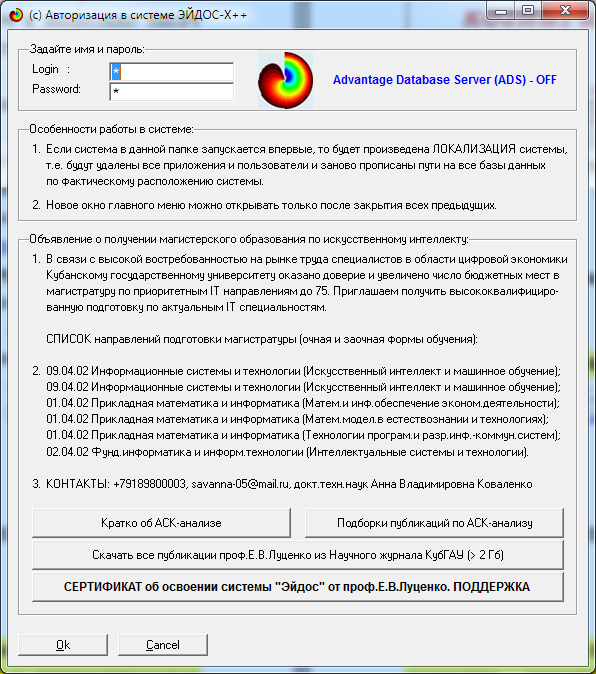 (c) Авторизация в системе ЭЙДОС-X++
Задайте имя и пароль:
Login :
*
Password:
*
Advantage Database Server (ADS) - OFF
Особенности работы в системе:
1. Если система в данной папке запускается впервые, то будет произведена ЛОКАЛИЗАЦИЯ системы,
т.е. будут удалены все приложения и пользователи и заново прописаны пути на все базы данных
по фактическому расположению системы.
2. Новое окно главного меню можно открывать только после закрытия всех предыдущих.
Объявление о получении магистерского образования по искусственному интеллекту:
1. В связи с высокой востребованностью на рынке труда специалистов в области цифровой экономики
Кубанскому государственному университету оказано доверие и увеличено число бюджетных мест в
магистратуру по приоритетным IT направлениям до 75. Приглашаем получить высококвалифициро-
ванную подготовку по актуальным IT специальностям.
СПИСОК направлений подготовки магистратуры (очная и заочная формы обучения):
2. 09.04.02 Информационные системы и технологии (Искусственный интеллект и машинное обучение);
09.04.02 Информационные системы и технологии (Искусственный интеллект и машинное обучение);
01.04.02 Прикладная математика и информатика (Матем.и инф.обеспечение эконом.деятельности);
01.04.02 Прикладная математика и информатика (Матем.модел.в естествознании и технологиях);
01.04.02 Прикладная математика и информатика (Технологии програм.и разр.инф.-коммун.систем);
02.04.02 Фунд.информатика и информ.технологии (Интеллектуальные системы и технологии).
3. КОНТАКТЫ: +79189800003, savanna-05@mail.ru, докт.техн.наук Анна Владимировна Коваленко
Кратко об АСК-анализе
Подборки публикаций по АСК-анализу
Скачать все публикации проф.Е.В.Луценко из Научного журнала КубГАУ (> 2 Гб)
СЕРТИФИКАТ об освоении системы "Эйдос" от проф.Е.В.Луценко. ПОДДЕРЖКА
Ok
Cancel